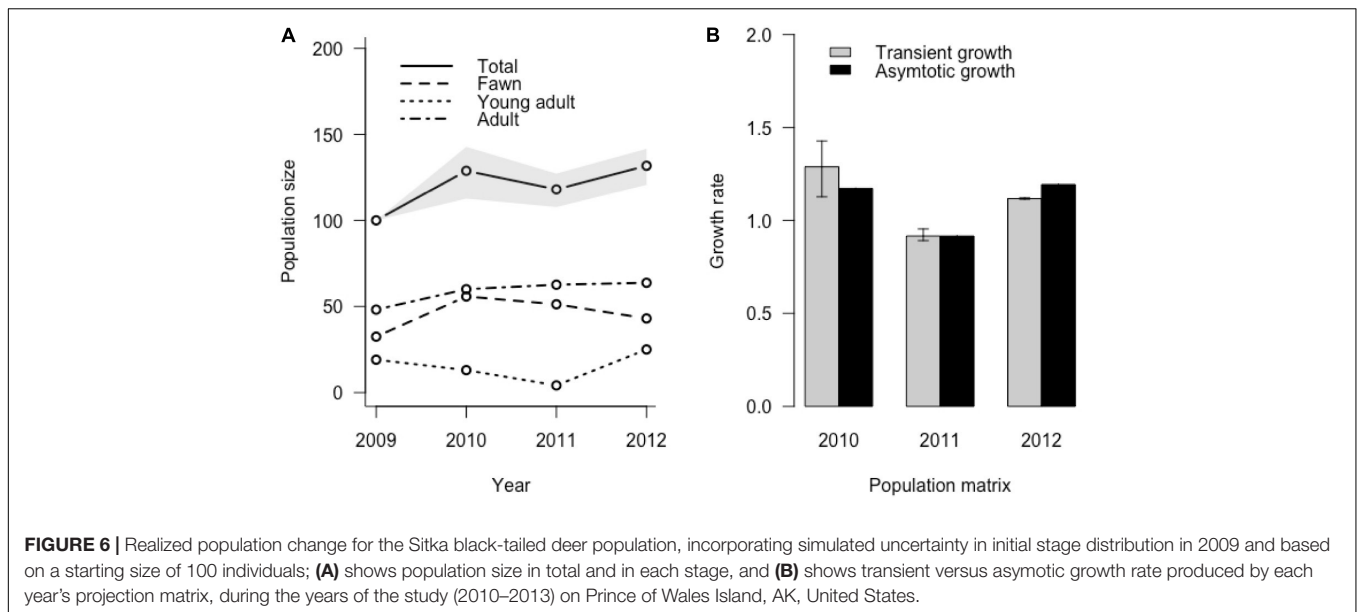 A
200
150
100
50
0
Population size
Total
Fawn
Young adult
Adult
2009 2010 2011 2012
Year
B
2.0
1.5
1.0
0.5
0.0
Growth rate
Transient growth
Asymtotic growth
2010 2011 2012
Population matrix
FIGURE 6 | Realized population change for the Sitka black-tailed deer population, incorporating simulated uncertainty in initial stage distribution in 2009 and based
on a starting size of 100 individuals; (A) shows population size in total and in each stage, and (B) shows transient versus asymotic growth rate produced by each
year's projection matrix, during the years of the study (2010–2013) on Prince of Wales Island, AK, United States.